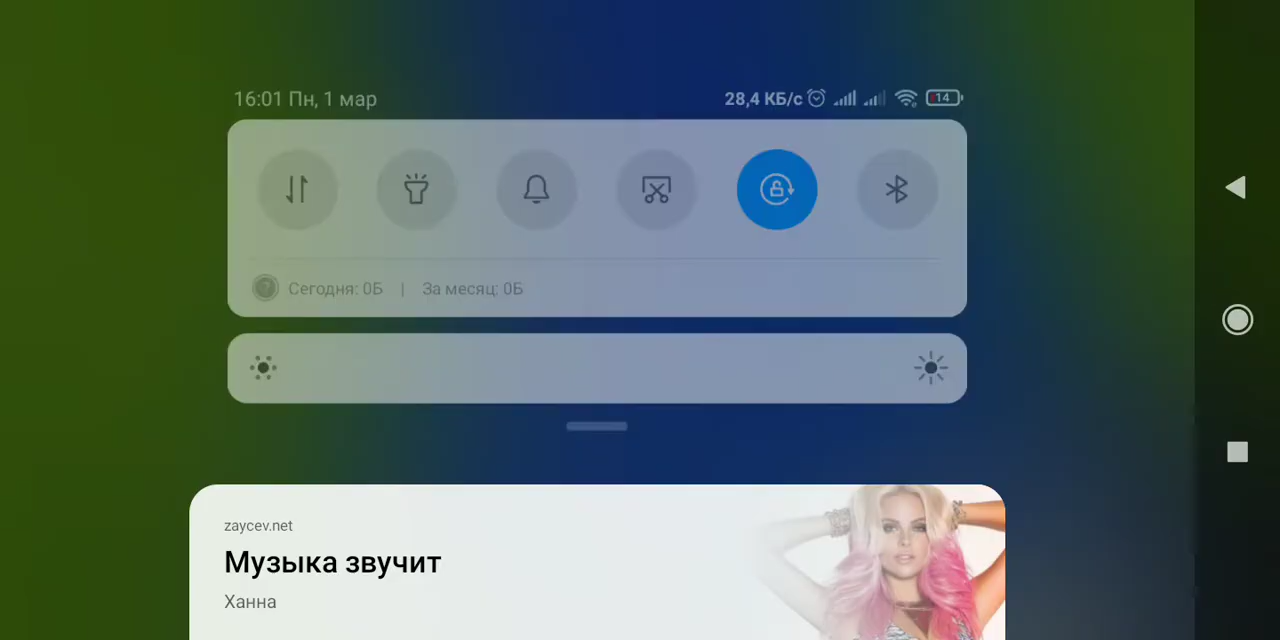 16:01 Пн, 1 мар 28,4 КБ/с 14
Сегодня: 0Б | За месяц: 0Б
zaycev.net
Музыка звучит
Ханна